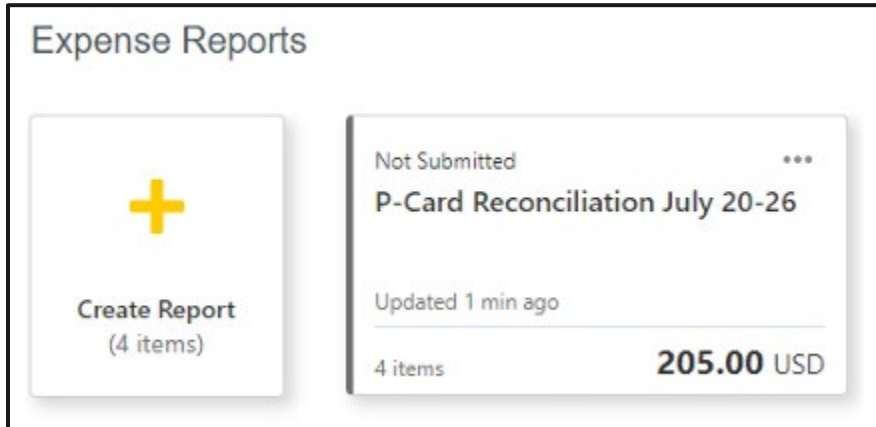 Expense Reports
Create Report
(4 items)
Not Submitted
P-Card Reconciliation July 20-26
Updated 1 min ago
4 items
205.00 USD